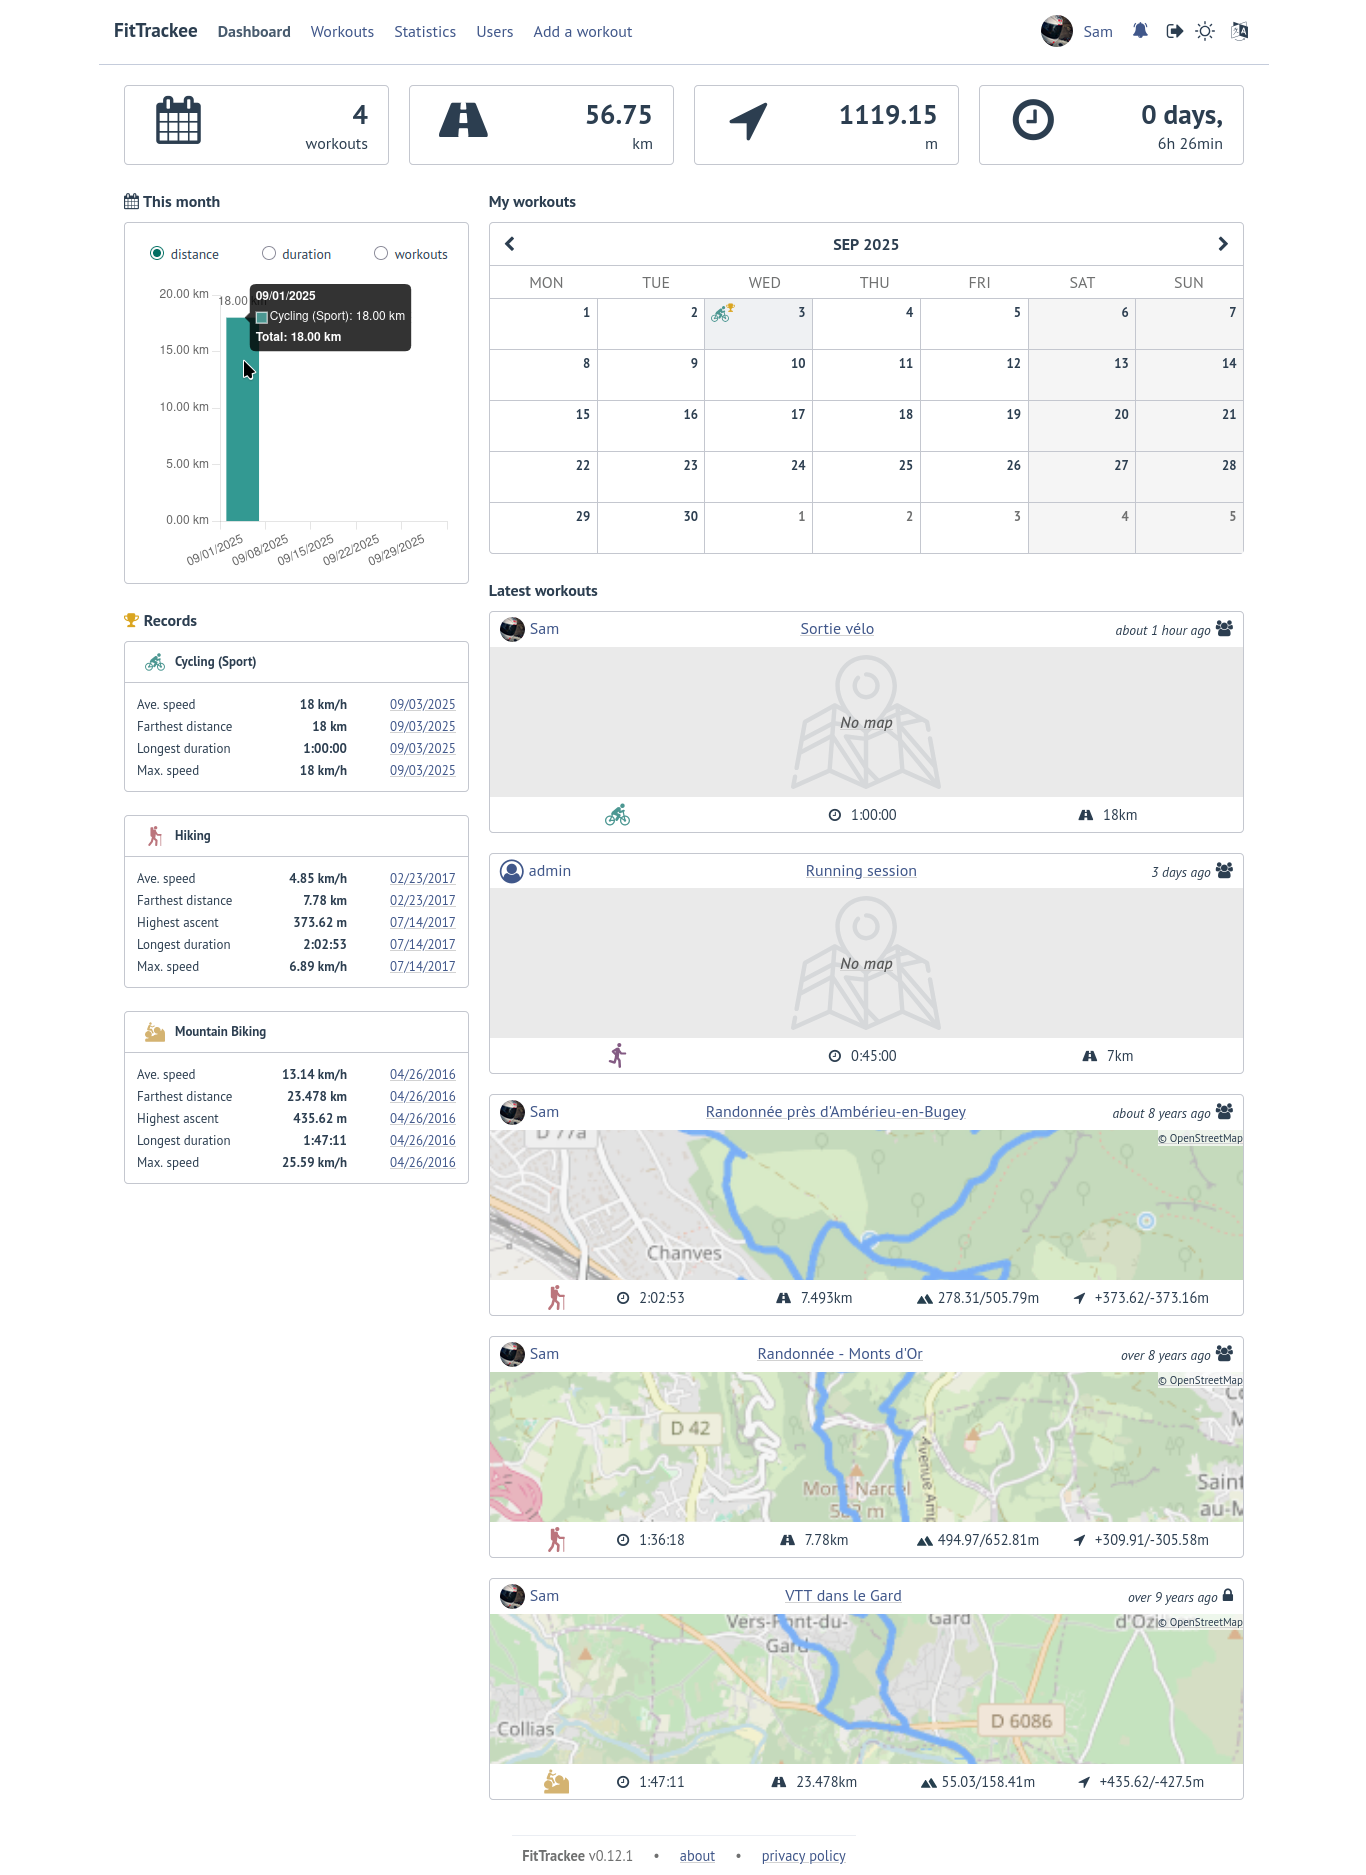 FitTrackee Dashboard Workouts Statistics Users Add a workout Sam
4
workouts
56.75
km
1119.15
m
0 days,
6h 26min
This month
distance duration workouts
20.00 km
18.00
15.00 km
10.00 km
5.00 km
0.00 km
09/01/2025
Cycling (Sport): 18.00 km
Total: 18.00 km
09/01/2025 09/08/2025 09/15/2025 09/22/2025 09/29/2025
Records
Cycling (Sport)
Ave. speed 18 km/h 09/03/2025
Farthest distance 18 km 09/03/2025
Longest duration 1:00:00 09/03/2025
Max. speed 18 km/h 09/03/2025
Hiking
Ave. speed 4.85 km/h 02/23/2017
Farthest distance 7.78 km 02/23/2017
Highest ascent 373.62 m 07/14/2017
Longest duration 2:02:53 07/14/2017
Max. speed 6.89 km/h 07/14/2017
Mountain Biking
Ave. speed 13.14 km/h 04/26/2016
Farthest distance 23.478 km 04/26/2016
Highest ascent 435.62 m 04/26/2016
Longest duration 1:47:11 04/26/2016
Max. speed 25.59 km/h 04/26/2016
My workouts
SEP 2025
MON TUE WED THU FRI SAT SUN
1 2 3 4 5 6 7
8 9 10 11 12 13 14
15 16 17 18 19 20 21
22 23 24 25 26 27 28
29 30 1 2 3 4 5
Latest workouts
Sam Sortie vélo about 1 hour ago
No map
1:00:00 18km
admin Running session 3 days ago
No map
0:45:00 7km
Sam Randonnée près d'Ambérieu-en-Bugey about 8 years ago
© OpenStreetMap
D 77a
Chanves
2:02:53 7.493km 278.31/505.79m +373.62/-373.16m
Sam Randonnée - Monts d'Or over 8 years ago
© OpenStreetMap
D 42
Mont Narcel
Avenue
Saint
au-M
1:36:18 7.78km 494.97/652.81m +309.91/-305.58m
Sam VTT dans le Gard over 9 years ago
© OpenStreetMap
Vers-Pont-du-
Gard
Gard
d'Oz
Collias
D 6086
1:47:11 23.478km 55.03/158.41m +435.62/-427.5m
FitTrackee v0.12.1 • about • privacy policy